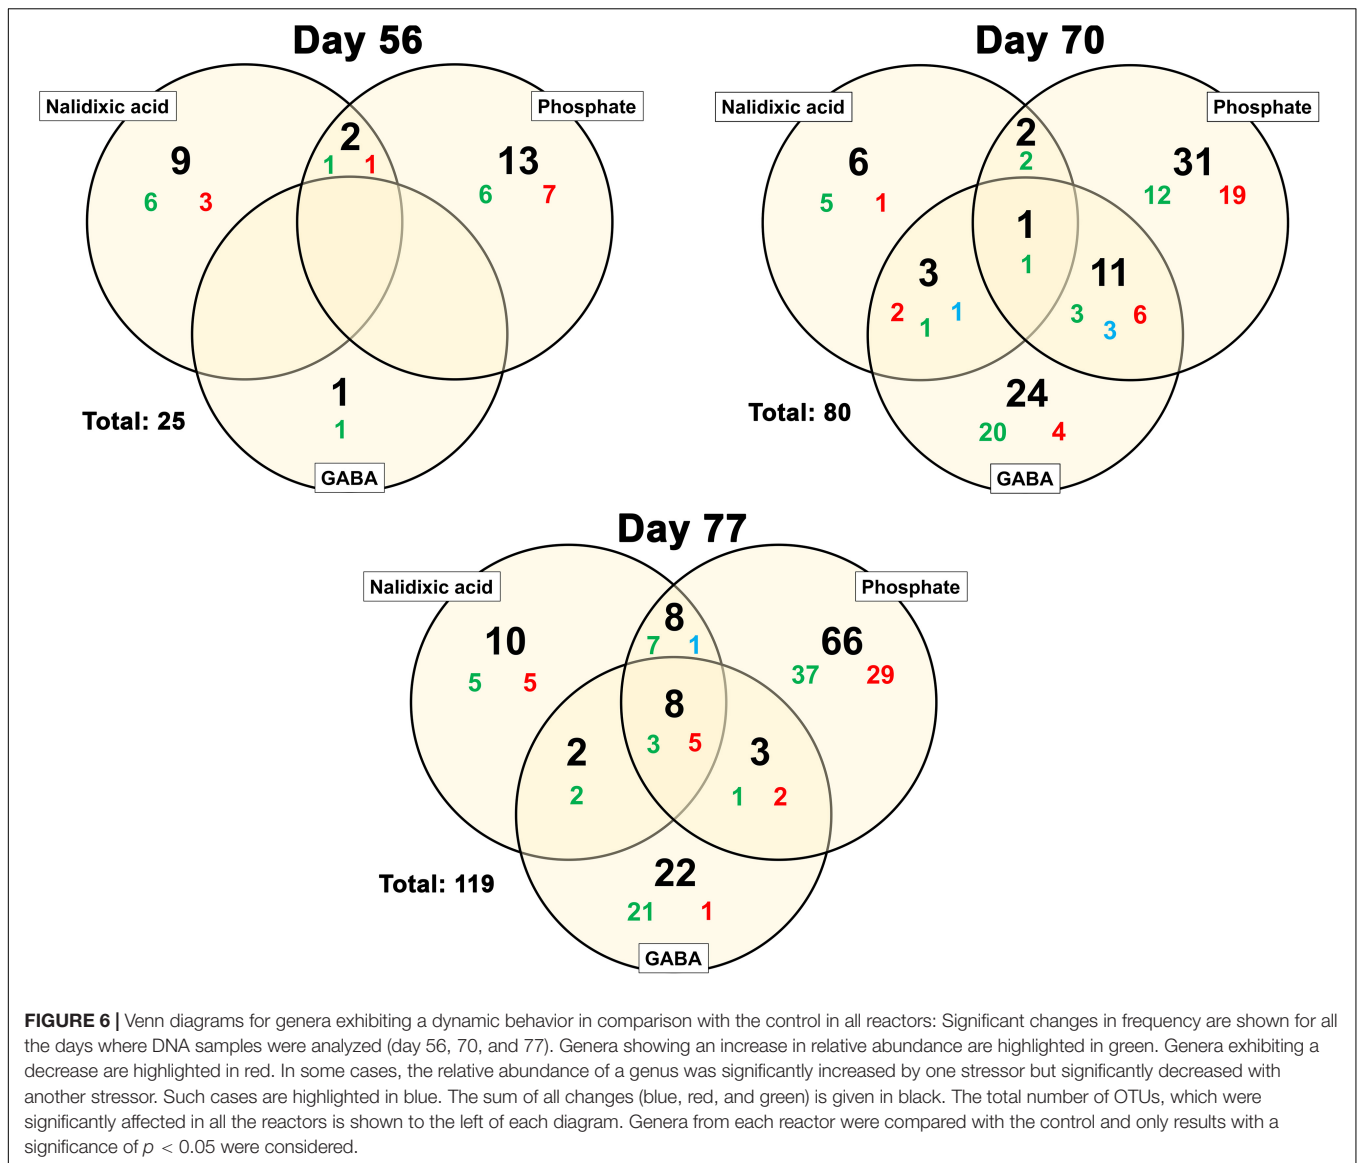 Day 56
Nalidixic acid
Phosphate
2
1 1
9
6 3
13
6 7
1
1
Total: 25
GABA
Day 70
Nalidixic acid
Phosphate
2
2
6
5 1
31
12 19
1
1
3
2 1 1
11
3 3 6
24
20 4
Total: 80
GABA
Day 77
Nalidixic acid
Phosphate
8
7 1
10
5 5
66
37 29
8
3 5
2
2
3
1 2
22
21 1
Total: 119
GABA
FIGURE 6 | Venn diagrams for genera exhibiting a dynamic behavior in comparison with the control in all reactors: Significant changes in frequency are shown for all
the days where DNA samples were analyzed (day 56, 70, and 77). Genera showing an increase in relative abundance are highlighted in green. Genera exhibiting a
decrease are highlighted in red. In some cases, the relative abundance of a genus was significantly increased by one stressor but significantly decreased with
another stressor. Such cases are highlighted in blue. The sum of all changes (blue, red, and green) is given in black. The total number of OTUs, which were
significantly affected in all the reactors is shown to the left of each diagram. Genera from each reactor were compared with the control and only results with a
significance of p < 0.05 were considered.